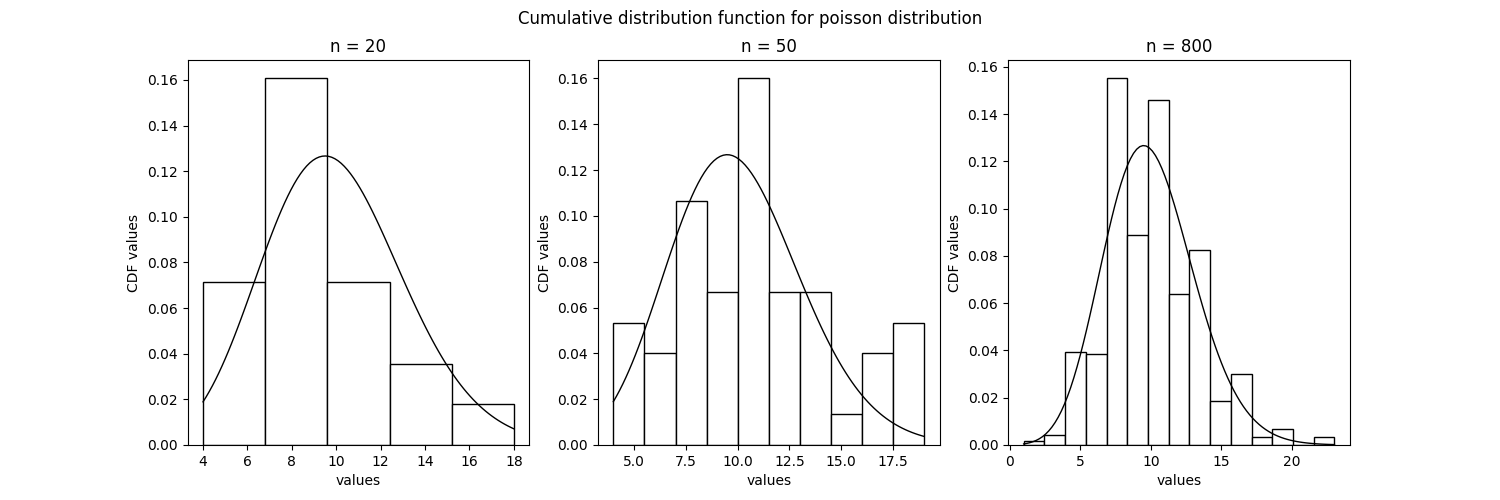 Cumulative distribution function for poisson distribution
n = 20
0.16
0.14
0.12
0.10
0.08
0.06
0.04
0.02
0.00
CDF values
4 6 8 10 12 14 16 18
values
n = 50
0.16
0.14
0.12
0.10
0.08
0.06
0.04
0.02
0.00
CDF values
5.0 7.5 10.0 12.5 15.0 17.5
values
n = 800
0.16
0.14
0.12
0.10
0.08
0.06
0.04
0.02
0.00
CDF values
0 5 10 15 20
values